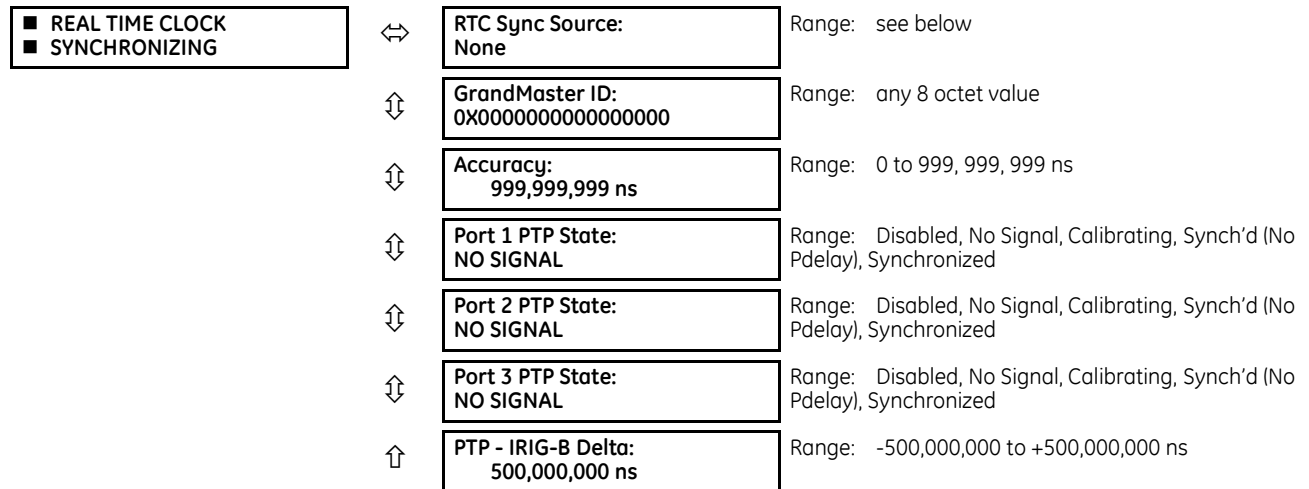 ■ REAL TIME CLOCK
■ SYNCHRONIZING
RTC Sync Source:
None
Range: see below
GrandMaster ID:
0X0000000000000000
Range: any 8 octet value
Accuracy:
999,999,999 ns
Range: 0 to 999, 999, 999 ns
Port 1 PTP State:
NO SIGNAL
Range: Disabled, No Signal, Calibrating, Synch’d (No
Pdelay), Synchronized
Port 2 PTP State:
NO SIGNAL
Range: Disabled, No Signal, Calibrating, Synch’d (No
Pdelay), Synchronized
Port 3 PTP State:
NO SIGNAL
Range: Disabled, No Signal, Calibrating, Synch’d (No
Pdelay), Synchronized
PTP - IRIG-B Delta:
500,000,000 ns
Range: -500,000,000 to +500,000,000 ns